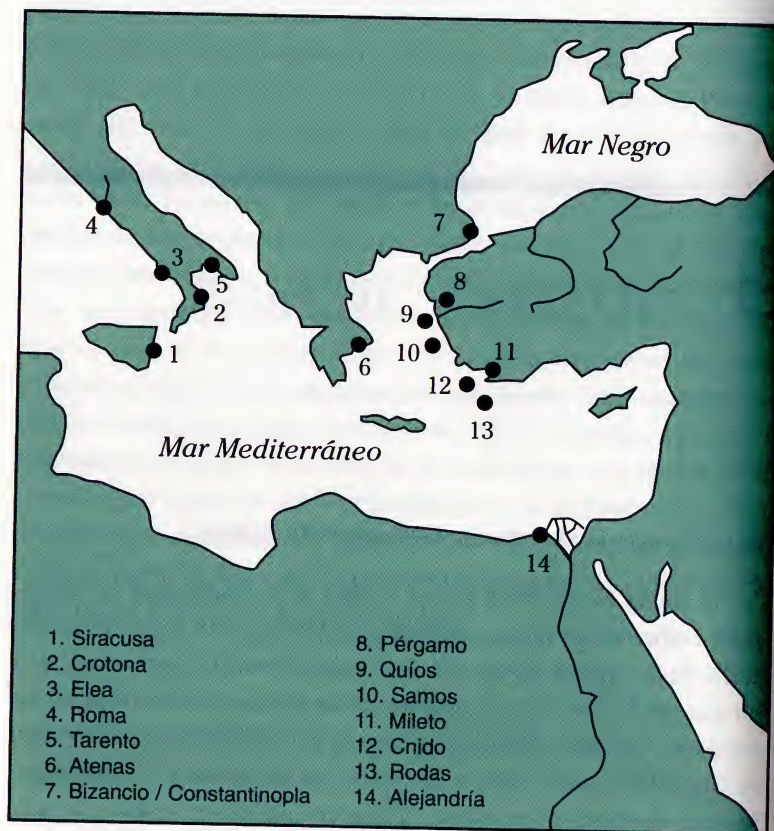 Mar Negro
7
4
3
5
8
2
9
1
6
10
11
12
13
Mar Mediterráneo
14
1. Siracusa
2. Crotona
3. Elea
4. Roma
5. Tarento
6. Atenas
7. Bizancio / Constantinopla
8. Pérgamo
9. Quíos
10. Samos
11. Mileto
12. Cnido
13. Rodas
14. Alejandría